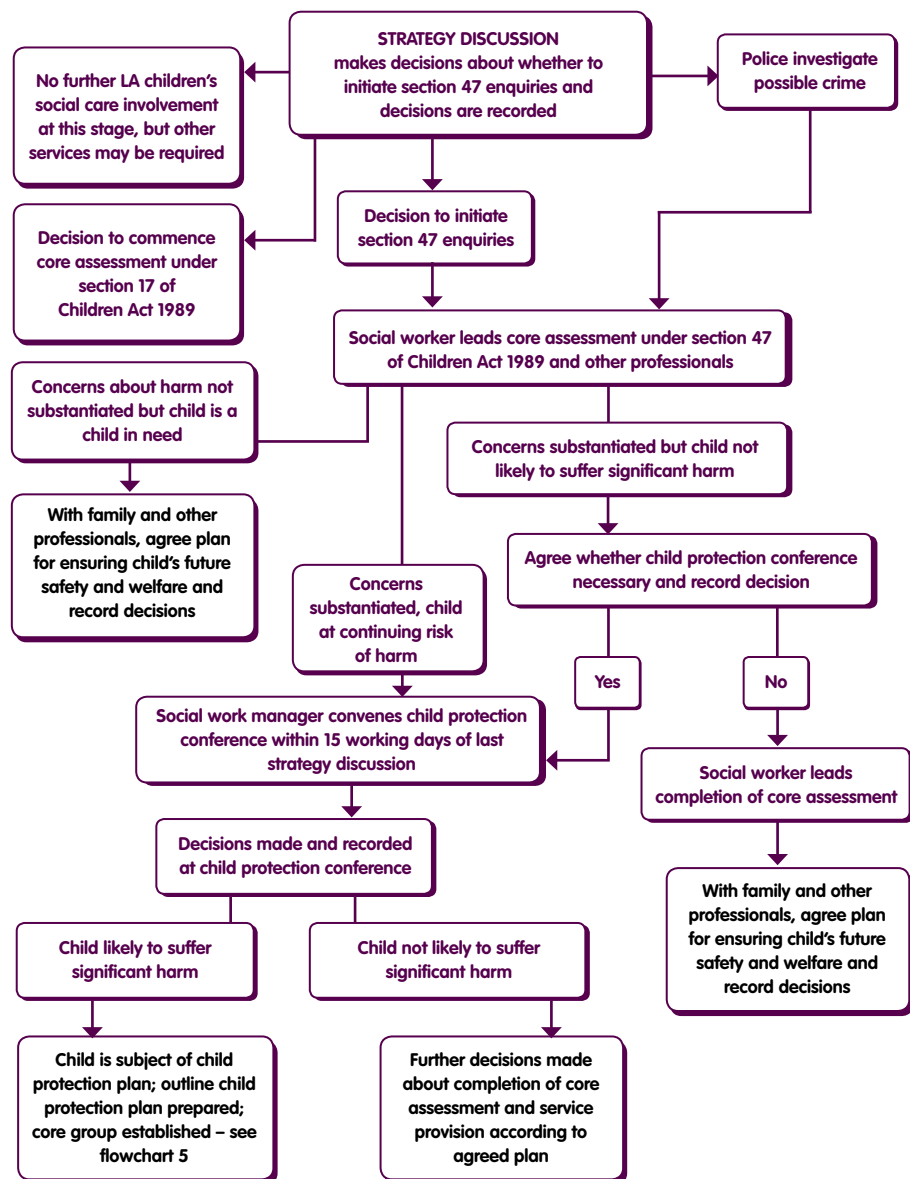 STRATEGY DISCUSSION
makes decisions about whether to
initiate section 47 enquiries and
decisions are recorded
No further LA children's
social care involvement
at this stage, but other
services may be required
Police investigate
possible crime
Decision to initiate
section 47 enquiries
Decision to commence
core assessment under
section 17 of
Children Act 1989
Social worker leads core assessment under section 47
of Children Act 1989 and other professionals
Concerns about harm not
substantiated but child is a
child in need
Concerns substantiated but child not
likely to suffer significant harm
With family and other
professionals, agree plan
for ensuring child's future
safety and welfare and
record decisions
Agree whether child protection conference
necessary and record decision
Concerns
substantiated, child
at continuing risk
of harm
Yes
No
Social work manager convenes child protection
conference within 15 working days of last
strategy discussion
Social worker leads
completion of core assessment
Decisions made and recorded
at child protection conference
With family and other
professionals, agree plan
for ensuring child's future
safety and welfare and
record decisions
Child likely to suffer
significant harm
Child not likely to suffer
significant harm
Child is subject of child
protection plan; outline child
protection plan prepared;
core group established – see
flowchart 5
Further decisions made
about completion of core
assessment and service
provision according to
agreed plan